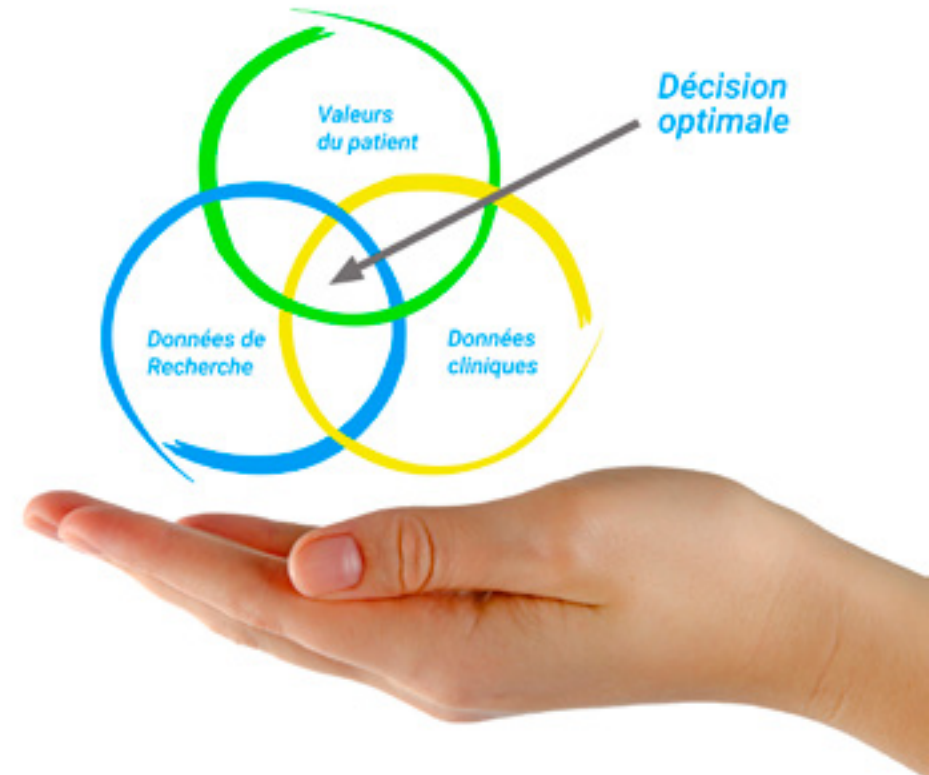 Valeurs
du patient
Décision
optimale
Données de
Recherche
Données
cliniques